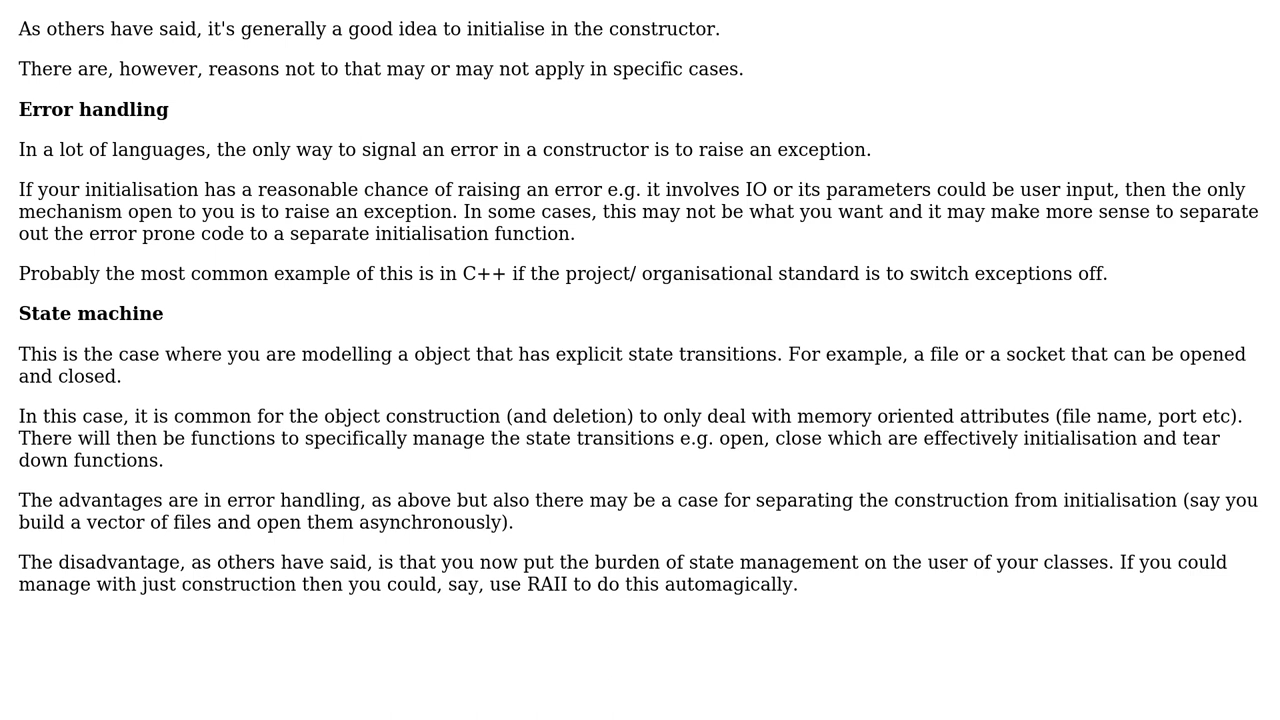 As others have said, it's generally a good idea to initialise in the constructor.
There are, however, reasons not to that may or may not apply in specific cases.
Error handling
In a lot of languages, the only way to signal an error in a constructor is to raise an exception.
If your initialisation has a reasonable chance of raising an error e.g. it involves IO or its parameters could be user input, then the only
mechanism open to you is to raise an exception. In some cases, this may not be what you want and it may make more sense to separate
out the error prone code to a separate initialisation function.
Probably the most common example of this is in C++ if the project/ organisational standard is to switch exceptions off.
State machine
This is the case where you are modelling a object that has explicit state transitions. For example, a file or a socket that can be opened
and closed.
In this case, it is common for the object construction (and deletion) to only deal with memory oriented attributes (file name, port etc).
There will then be functions to specifically manage the state transitions e.g. open, close which are effectively initialisation and tear
down functions.
The advantages are in error handling, as above but also there may be a case for separating the construction from initialisation (say you
build a vector of files and open them asynchronously).
The disadvantage, as others have said, is that you now put the burden of state management on the user of your classes. If you could
manage with just construction then you could, say, use RAII to do this automagically.